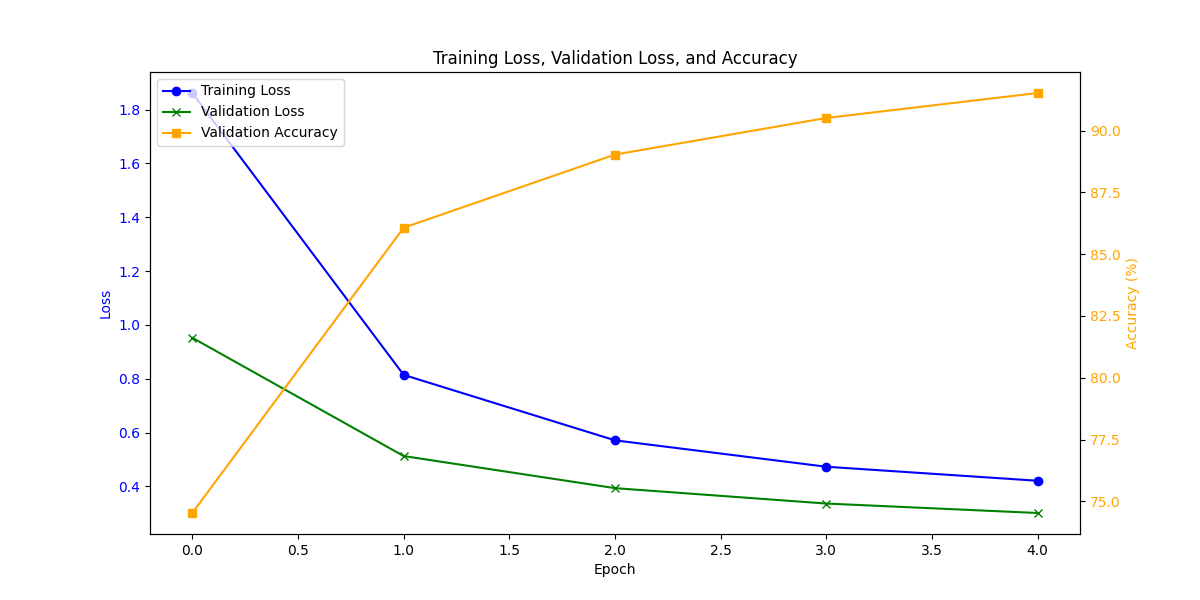 Training Loss, Validation Loss, and Accuracy
Training Loss
Validation Loss
Validation Accuracy
Loss
1.8
1.6
1.4
1.2
1.0
0.8
0.6
0.4
90.0
87.5
85.0
82.5
80.0
77.5
75.0
Accuracy (%)
0.0 0.5 1.0 1.5 2.0 2.5 3.0 3.5 4.0
Epoch